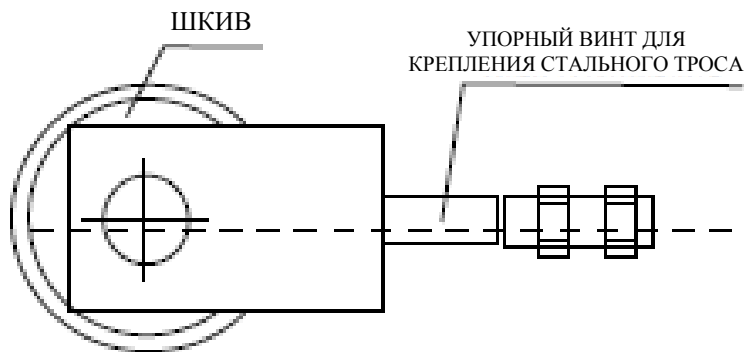 ШКИВ
УПОРНЫЙ ВИНТ ДЛЯ
КРЕПЛЕНИЯ СТАЛЬНОГО ТРОСА